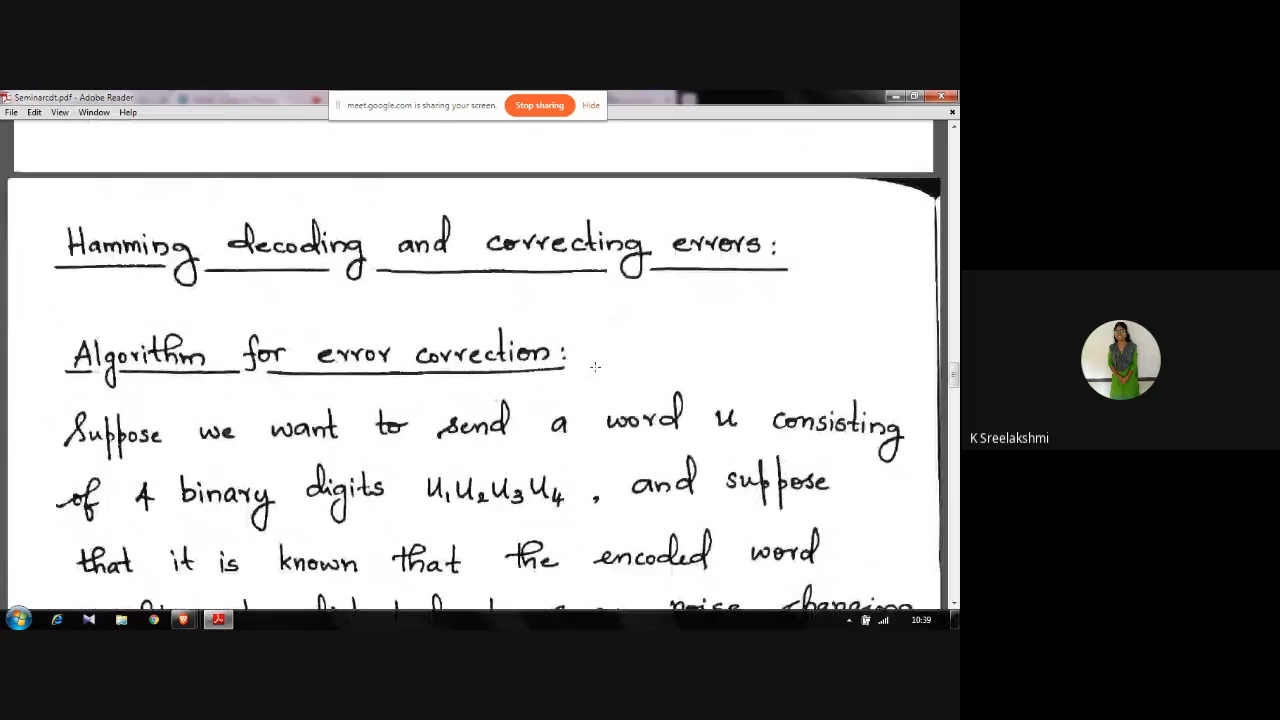 Seminarcdt.pdf - Adobe Reader
meet.google.com is sharing your screen. Stop sharing Hide
File Edit View Window Help
Hamming decoding and correcting errors:
Algorithm for error correction:
Suppose we want to send a word u consisting
of 4 binary digits u₁u₂u₃u₄, and suppose
that it is known that the encoded word
noise changing
K Sreelakshmi
10:39